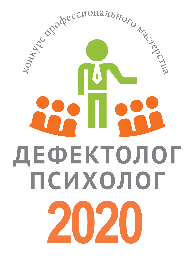 конкурс профессионального мастерства
ДЕФЕКТОЛОГ
ПСИХОЛОГ
2020